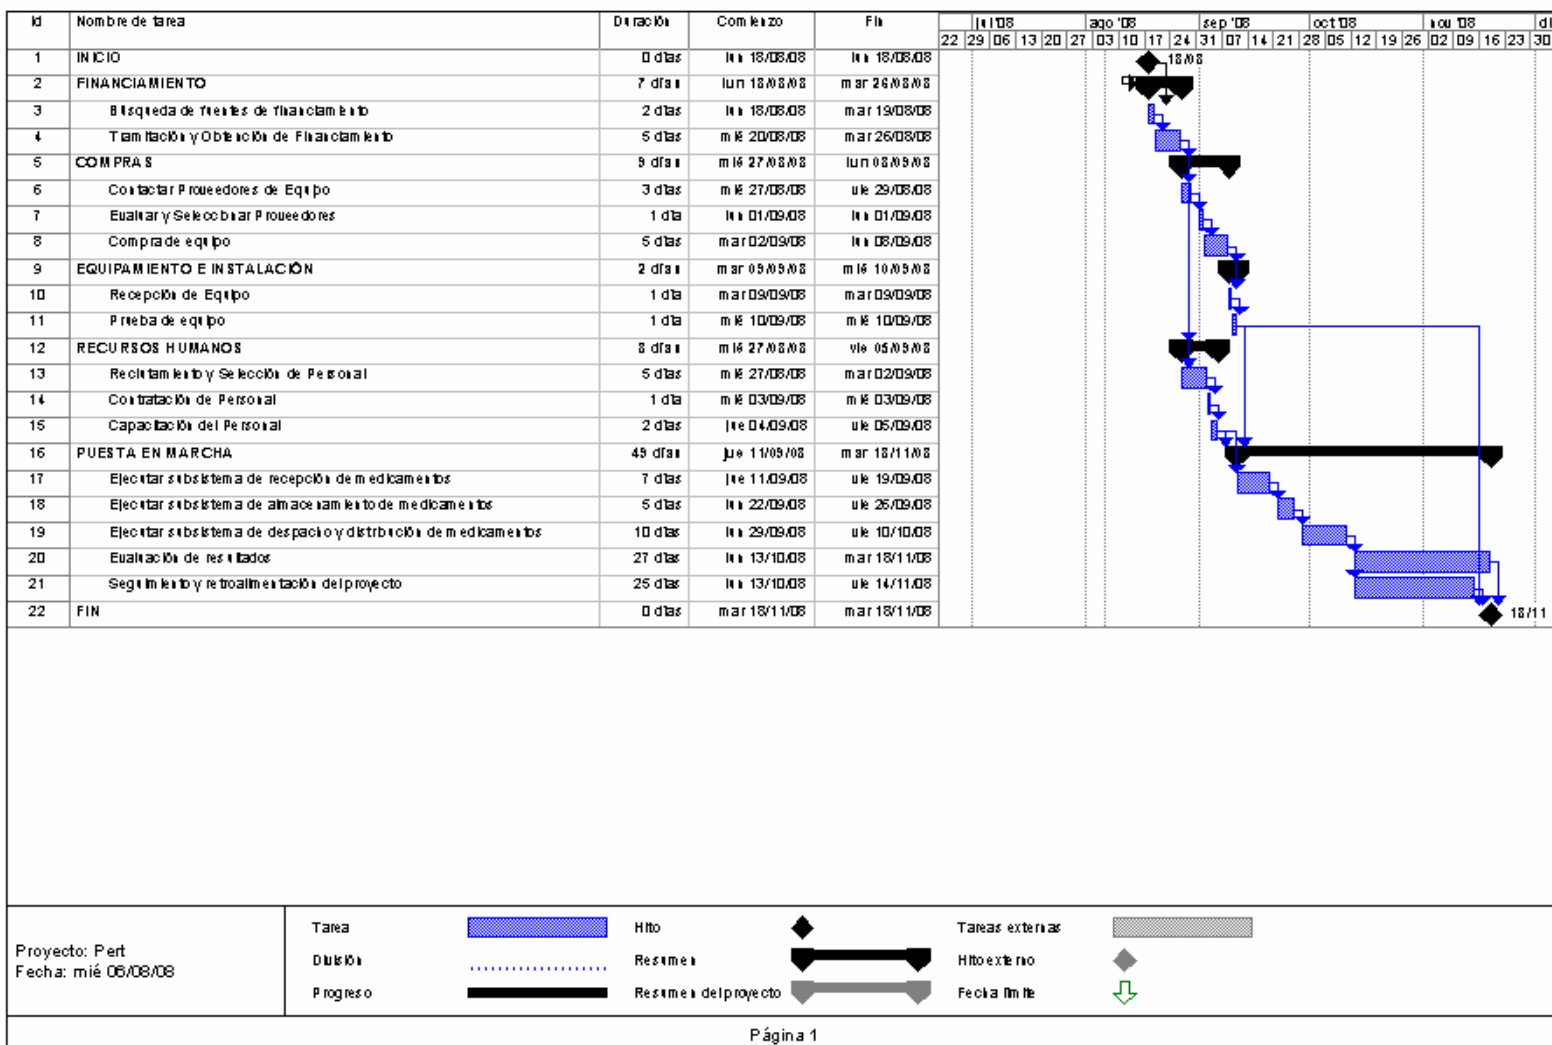 Id Nombre de tarea Duración Comienzo Fin jul '08 ago '08 sep '08 oct '08 nov '08 di
22 29 06 13 20 27 03 10 17 24 31 07 14 21 28 05 12 19 26 02 09 16 23 30
1 INICIO 0 días lun 18/08/08 lun 18/08/08 18/08
2 FINANCIAMIENTO 7 días lun 18/08/08 mar 26/08/08
3 Búsqueda de fuentes de financiamiento 2 días lun 18/08/08 mar 19/08/08
4 Tramitación y Obtención de Financiamiento 5 días mié 20/08/08 mar 26/08/08
5 COMPRAS 9 días mié 27/08/08 lun 08/09/08
6 Contactar Proveedores de Equipo 3 días mié 27/08/08 vie 29/08/08
7 Evaluar y Seleccionar Proveedores 1 día lun 01/09/08 lun 01/09/08
8 Compra de equipo 5 días mar 02/09/08 lun 08/09/08
9 EQUIPAMIENTO E INSTALACIÓN 2 días mar 09/09/08 mié 10/09/08
10 Recepción de Equipo 1 día mar 09/09/08 mar 09/09/08
11 Prueba de equipo 1 día mié 10/09/08 mié 10/09/08
12 RECURSOS HUMANOS 8 días mié 27/08/08 vie 05/09/08
13 Reclutamiento y Selección de Personal 5 días mié 27/08/08 mar 02/09/08
14 Contratación de Personal 1 día mié 03/09/08 mié 03/09/08
15 Capacitación del Personal 2 días jue 04/09/08 vie 05/09/08
16 PUESTA EN MARCHA 49 días jue 11/09/08 mar 18/11/08
17 Ejecutar subsistema de recepción de medicamentos 7 días jue 11/09/08 vie 19/09/08
18 Ejecutar subsistema de almacenamiento de medicamentos 5 días lun 22/09/08 vie 26/09/08
19 Ejecutar subsistema de despacho y distribución de medicamentos 10 días lun 29/09/08 vie 10/10/08
20 Evaluación de resultados 27 días lun 13/10/08 mar 18/11/08
21 Seguimiento y retroalimentación del proyecto 25 días lun 13/10/08 vie 14/11/08
22 FIN 0 días mar 18/11/08 mar 18/11/08 18/11
Proyecto: Pert
Fecha: mié 06/08/08
Tarea Hito Tareas externas
División Resumen Hito externo
Progreso Resumen del proyecto Fecha límite
Página 1